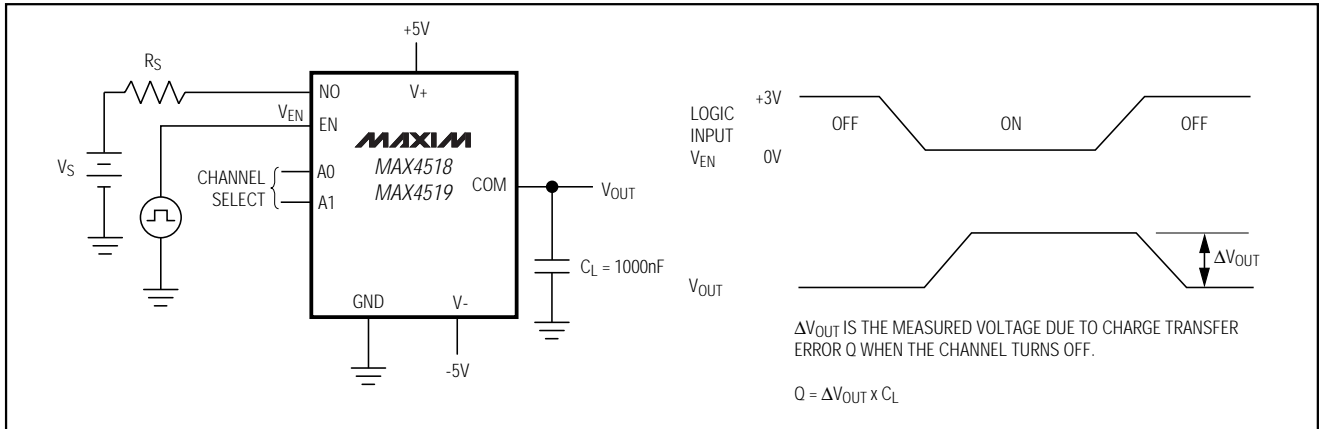 +5V
RS
NO
V+
VEN
EN
MAXIM
MAX4518
MAX4519
VS
CHANNEL
SELECT
A0
A1
COM
VOUT
CL = 1000nF
GND
V-
-5V
LOGIC
INPUT
VEN
+3V
0V
OFF
ON
OFF
VOUT
ΔVOUT
ΔVOUT IS THE MEASURED VOLTAGE DUE TO CHARGE TRANSFER
ERROR Q WHEN THE CHANNEL TURNS OFF.
Q = ΔVOUT x CL